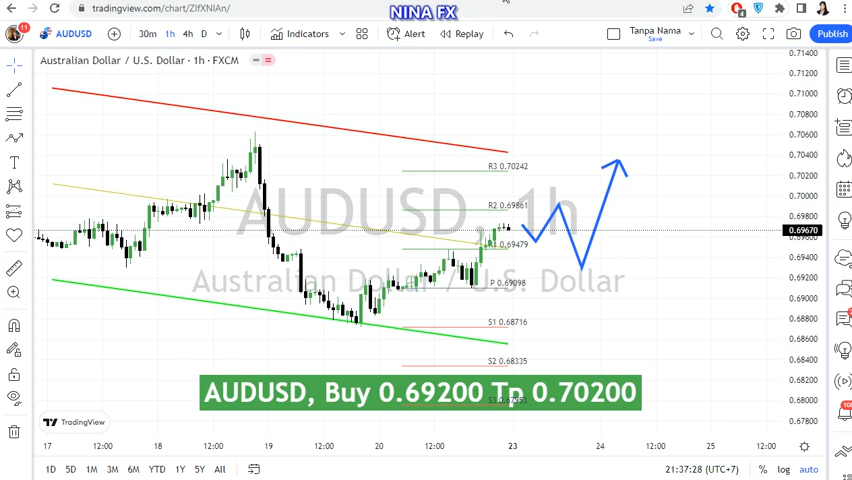 tradingview.com/chart/ZIfXNIAn/
NINA FX
11
AUDUSD
30m 1h 4h D
Indicators
Alert
Replay
Tanpa Nama
Save
Publish
Australian Dollar / U.S. Dollar · 1h · FXCM
AUDUSD, 1h
Australian Dollar / U.S. Dollar
R3 0.70242
R2 0.69861
R1 0.69479
P 0.69098
S1 0.68716
S2 0.68335
AUDUSD, Buy 0.69200 Tp 0.70200
0.71400
0.71000
0.70800
0.70600
0.70400
0.70200
0.70000
0.69800
0.69670
0.69600
0.69400
0.69200
0.69000
0.68800
0.68600
0.68400
0.68200
0.68000
0.67800
TradingView
17 12:00 18 12:00 19 12:00 20 12:00 23 24 12:00 25 12:00
1D 5D 1M 3M 6M YTD 1Y 5Y All
21:37:28 (UTC+7)
% log auto